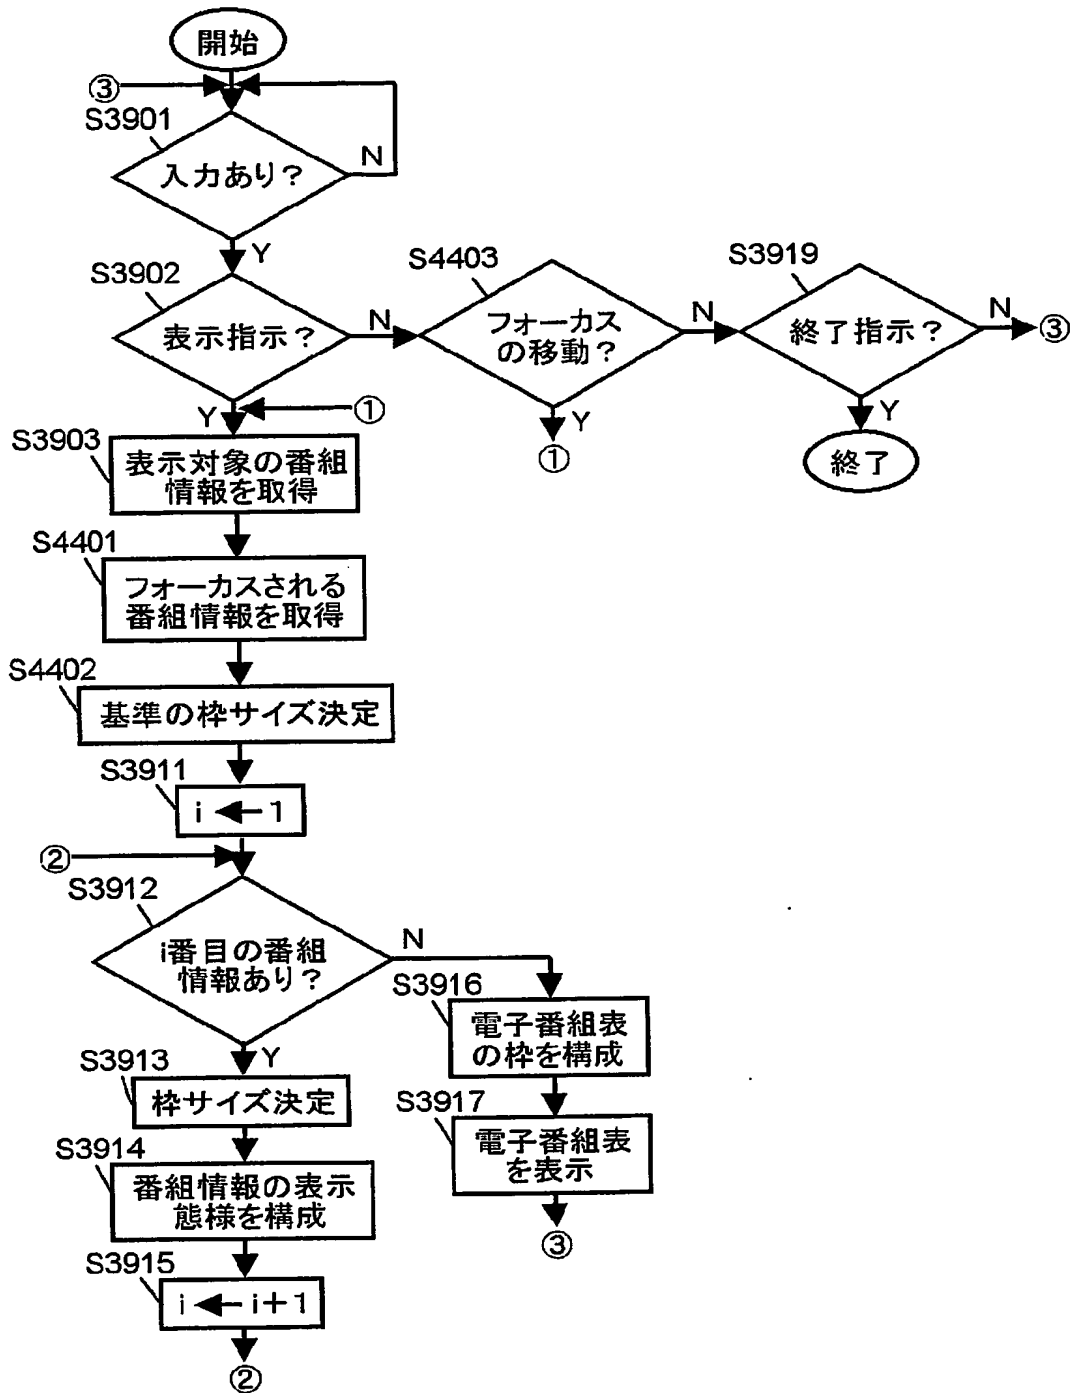 開始
③
S3901
入力あり？
N
Y
S3902
表示指示？
N
S4403
フォーカス
の移動？
N
S3919
終了指示？
N
③
Y
①
Y
①
Y
終了
S3903
表示対象の番組
情報を取得
S4401
フォーカスされる
番組情報を取得
S4402
基準の枠サイズ決定
S3911
i ← 1
②
S3912
i番目の番組
情報あり？
N
Y
S3916
電子番組表
の枠を構成
S3917
電子番組表
を表示
③
S3913
枠サイズ決定
S3914
番組情報の表示
態様を構成
S3915
i ← i＋1
②